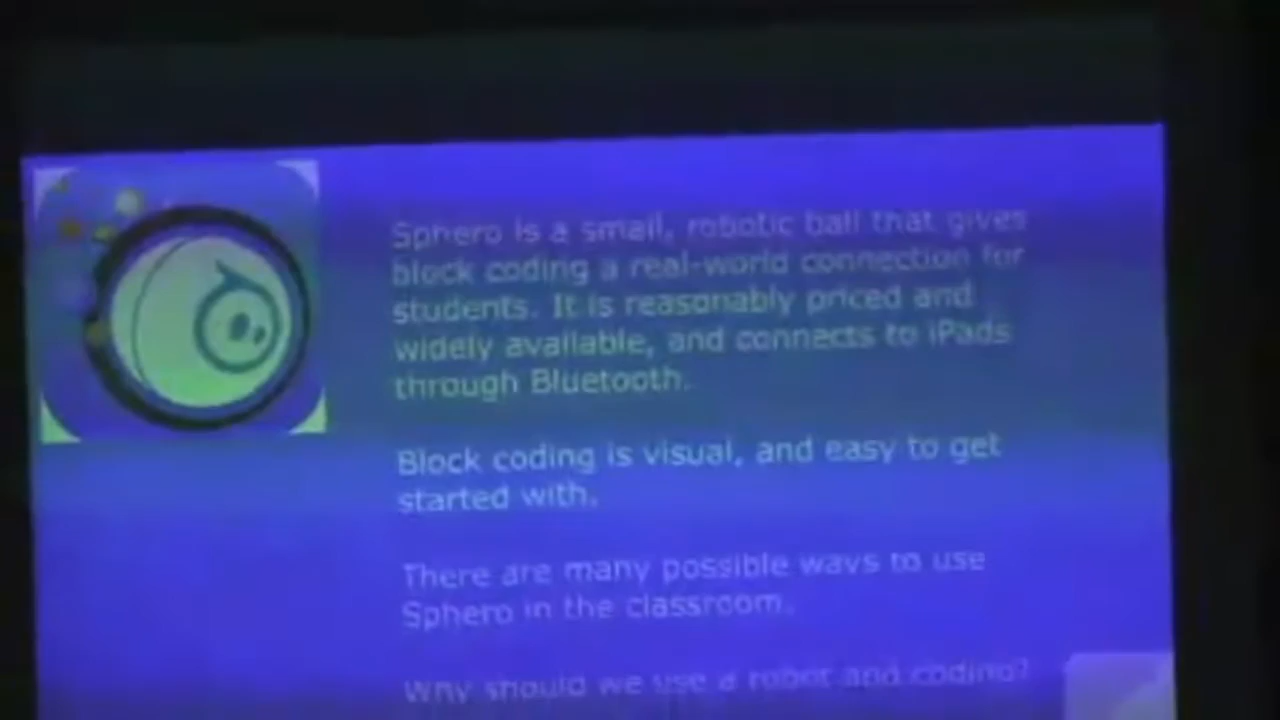 Sphero is a small, robotic ball that gives
block coding a real-world connection for
students. It is reasonably priced and
widely available, and connects to iPads
through Bluetooth.
Block coding is visual, and easy to get
started with.
There are many possible ways to use
Sphero in the classroom.
Why should we use a robot and coding?